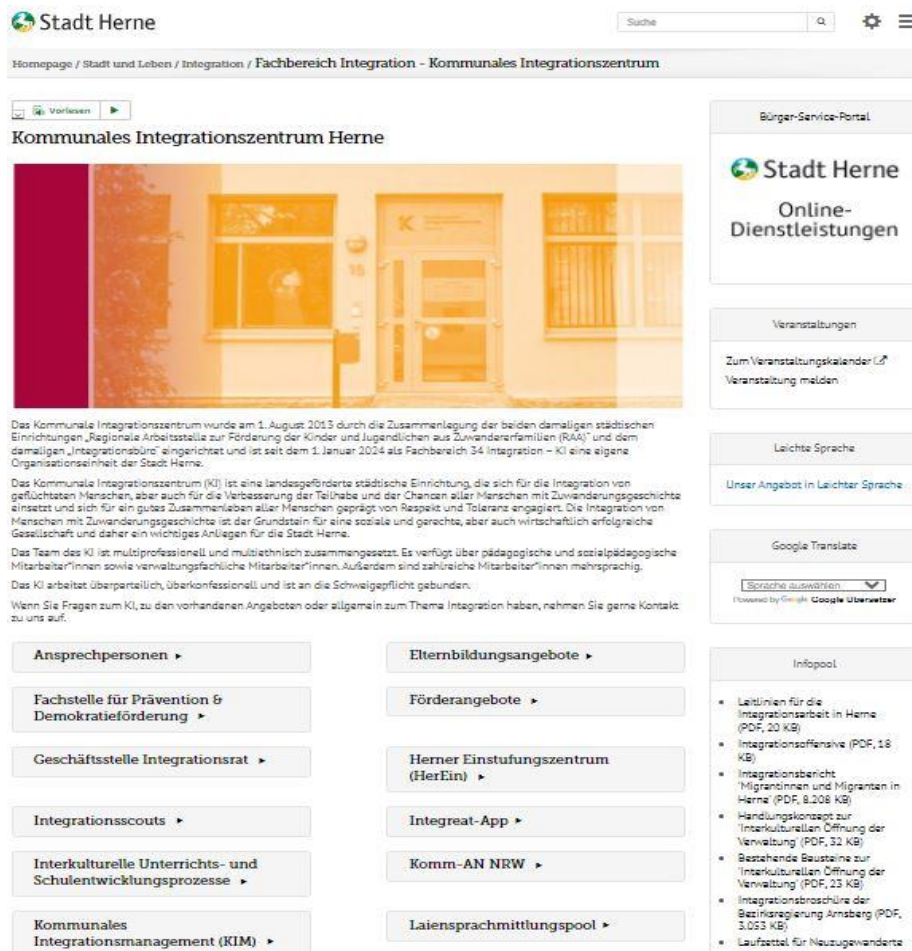 Stadt Herne
Suche
Homepage / Stadt und Leben / Integration / Fachbereich Integration - Kommunales Integrationszentrum
Vorlesen
Kommunales Integrationszentrum Herne
K
15
Das Kommunale Integrationszentrum wurde am 1. August 2013 durch die Zusammenlegung der beiden damaligen städtischen
Einrichtungen „Regionale Arbeitsstelle zur Förderung der Kinder und Jugendlichen aus Zuwandererfamilien (RAA)“ und dem
damaligen „Integrationsbüro“ eingerichtet und ist seit dem 1. Januar 2024 als Fachbereich 34 Integration – KI eine eigene
Organisationseinheit der Stadt Herne.
Das Kommunale Integrationszentrum (KI) ist eine landesgeförderte städtische Einrichtung, die sich für die Integration von
geflüchteten Menschen, aber auch für die Verbesserung der Teilhabe und der Chancen aller Menschen mit Zuwanderungsgeschichte
einsetzt und sich für ein gutes Zusammenleben aller Menschen geprägt von Respekt und Toleranz engagiert. Die Integration von
Menschen mit Zuwanderungsgeschichte ist der Grundstein für eine soziale und gerechte, aber auch wirtschaftlich erfolgreiche
Gesellschaft und daher ein wichtiges Anliegen für die Stadt Herne.
Das Team des KI ist multiprofessionell und multiethnisch zusammengesetzt. Es verfügt über pädagogische und sozialpädagogische
Mitarbeiter*innen sowie verwaltungsfachliche Mitarbeiter*innen. Außerdem sind zahlreiche Mitarbeiter*innen mehrsprachig.
Das KI arbeitet überparteilich, überkonfessionell und ist an die Schweigepflicht gebunden.
Wenn Sie Fragen zum KI, zu den vorhandenen Angeboten oder allgemein zum Thema Integration haben, nehmen Sie gerne Kontakt
zu uns auf.
Ansprechpersonen
Elternbildungsangebote
Fachstelle für Prävention &
Demokratieförderung
Förderangebote
Geschäftsstelle Integrationsrat
Herner Einstufungszentrum
(HerEin)
Integrationsscouts
Integreat-App
Interkulturelle Unterrichts- und
Schulentwicklungsprozesse
Komm-AN NRW
Kommunales
Integrationsmanagement (KIM)
Laiensprachmittlungspool
Bürger-Service-Portal
Stadt Herne
Online-
Dienstleistungen
Veranstaltungen
Zum Veranstaltungskalender
Veranstaltung melden
Leichte Sprache
Unser Angebot in Leichter Sprache
Google Translate
Sprache auswählen
Powered by Google Google Übersetzer
Infopool
Leitlinien für die
Integrationsarbeit in Herne
(PDF, 20 KB)
Integrationsoffensive (PDF, 18
KB)
Integrationsbericht
'Migrantinnen und Migranten in
Herne' (PDF, 8.208 KB)
Handlungskonzept zur
'Interkulturellen Öffnung der
Verwaltung' (PDF, 32 KB)
Bestehende Bausteine zur
'Interkulturellen Öffnung der
Verwaltung' (PDF, 23 KB)
Integrationsbroschüre der
Bezirksregierung Arnsberg (PDF,
3.053 KB)
Laufzettel für Neuzugewanderte